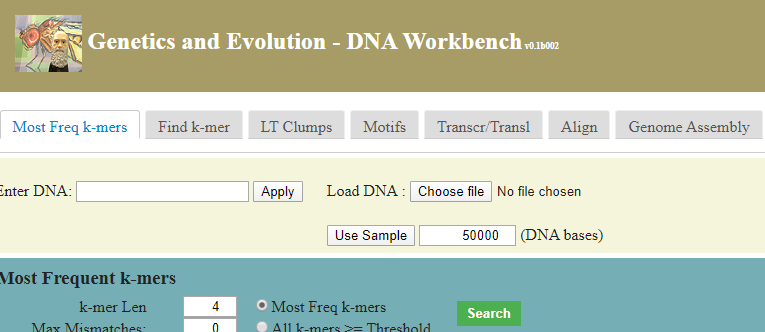 Genetics and Evolution - DNA Workbench v0.1b002
Most Freq k-mers Find k-mer LT Clumps Motifs Transcr/Transl Align Genome Assembly
Enter DNA: Apply Load DNA : Choose file No file chosen
Use Sample 50000 (DNA bases)
Most Frequent k-mers
k-mer Len 4 Most Freq k-mers Search
Max Mismatches: 0 All k-mers >= Threshold